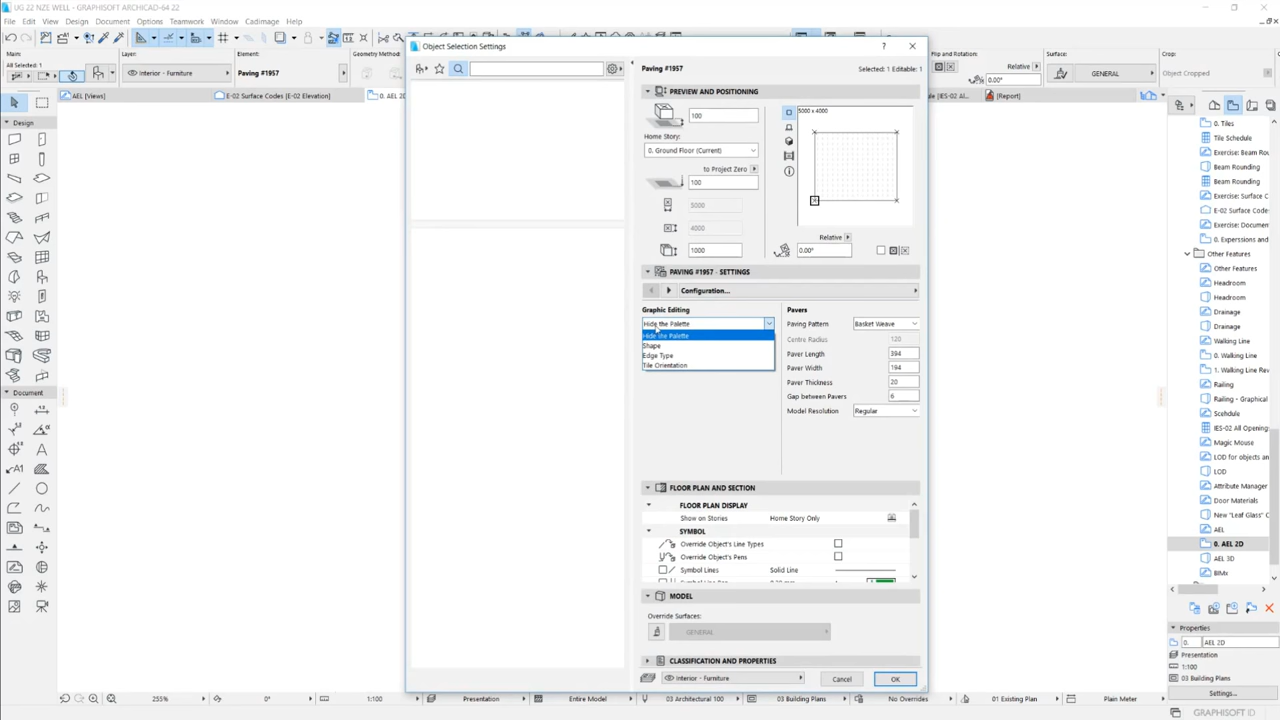 UG 22 NZE WELL - GRAPHISOFT ARCHICAD-64 22
File Edit View Design Document Options Teamwork Window Cadimage Help
Main:
All Selected: 1
Layer:
Interior - Furniture
Element:
Paving #1957
Geometry Method:
Flip and Rotation:
Relative
0.00°
Surface:
GENERAL
Crop:
Object Cropped
AEL [Views]
E-02 Surface Codes [E-02 Elevation]
0. AEL 2D
[Report]
Design
Document
Object Selection Settings
Paving #1957
Selected: 1 Editable: 1
PREVIEW AND POSITIONING
100
Home Story:
0. Ground Floor (Current)
to Project Zero
100
5000
4000
1000
5000 x 4000
Relative
0.00°
PAVING #1957 - SETTINGS
Configuration...
Graphic Editing
Hide the Palette
Hide the Palette
Shape
Edge Type
Tile Orientation
Pavers
Paving Pattern Basket Weave
Centre Radius 120
Paver Length 394
Paver Width 194
Paver Thickness 20
Gap between Pavers 6
Model Resolution Regular
FLOOR PLAN AND SECTION
FLOOR PLAN DISPLAY
Show on Stories Home Story Only
SYMBOL
Override Object's Line Types
Override Object's Pens
Symbol Lines Solid Line
MODEL
Override Surfaces:
GENERAL
CLASSIFICATION AND PROPERTIES
Interior - Furniture
Cancel
OK
0. Tiles
Tile Schedule
Exercise: Beam Rou
Beam Rounding
Beam Rounding
Exercise: Surface C
E-02 Surface Codes
Exercise: Documen
0. Experssions and
Other Features
Other Features
Headroom
Headroom
Drainage
Drainage
Walking Line
0. Walking Line
1. Walking Line Rev
Railing
Railing - Graphical
Scehdule
IES-02 All Opening
Magic Mouse
LOD for objects an
LOD
Attribute Manager
Door Materials
New "Leaf Glass" C
AEL
0. AEL 2D
AEL 3D
BIMx
Properties
0. AEL 2D
Presentation
1:100
03 Building Plans
Settings...
255%
0°
1:100
Presentation
Entire Model
03 Architectural 100
03 Building Plans
No Overrides
01 Existing Plan
Plain Meter
GRAPHISOFT ID